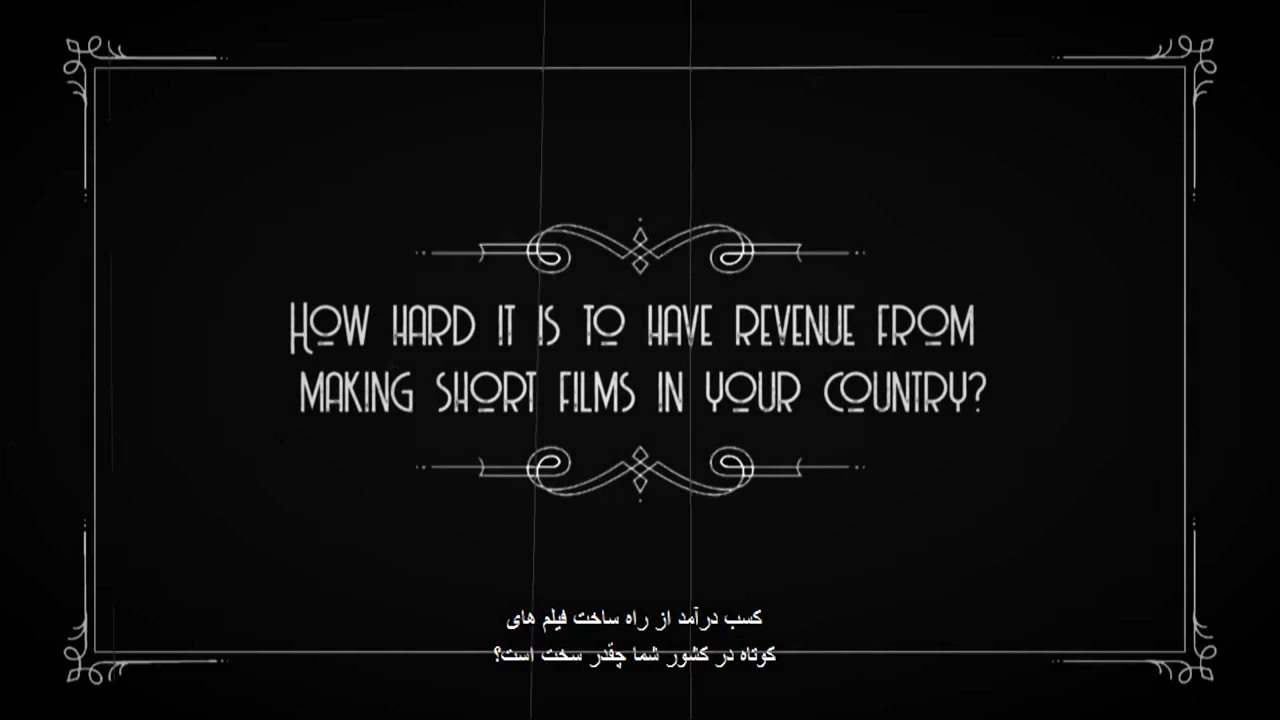 How hard it is to have revenue from
making short films in your country?
کسب درآمد از راه ساخت فیلم های
کوتاه در کشور شما چقدر سخت است؟